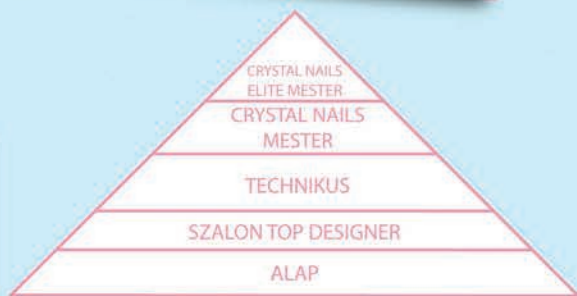 CRYSTAL NAILS
ELITE MESTER
CRYSTAL NAILS
MESTER
TECHNIKUS
SZALON TOP DESIGNER
ALAP